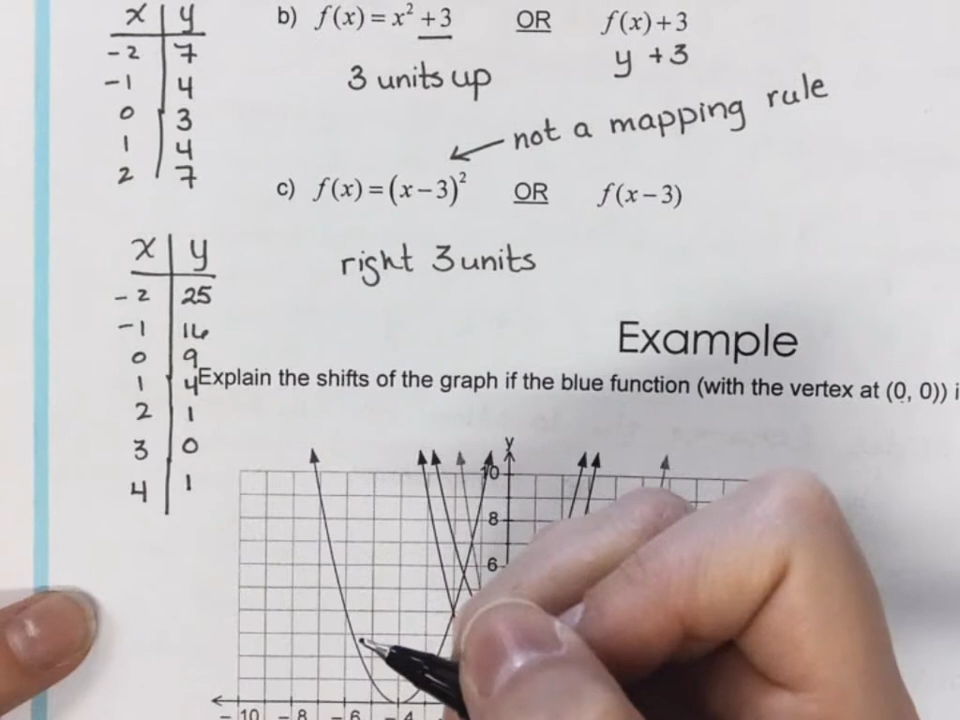 x y
-2 7
-1 4
0 3
1 4
2 7
b) f(x) = x² + 3 OR f(x) + 3
y + 3
3 units up
not a mapping rule
c) f(x) = (x − 3)² OR f(x − 3)
right 3 units
x y
-2 25
-1 16
0 9
1 4
2 1
3 0
4 1
Example
Explain the shifts of the graph if the blue function (with the vertex at (0, 0)) i
y
10
8
6
-10 -8 -6 -4